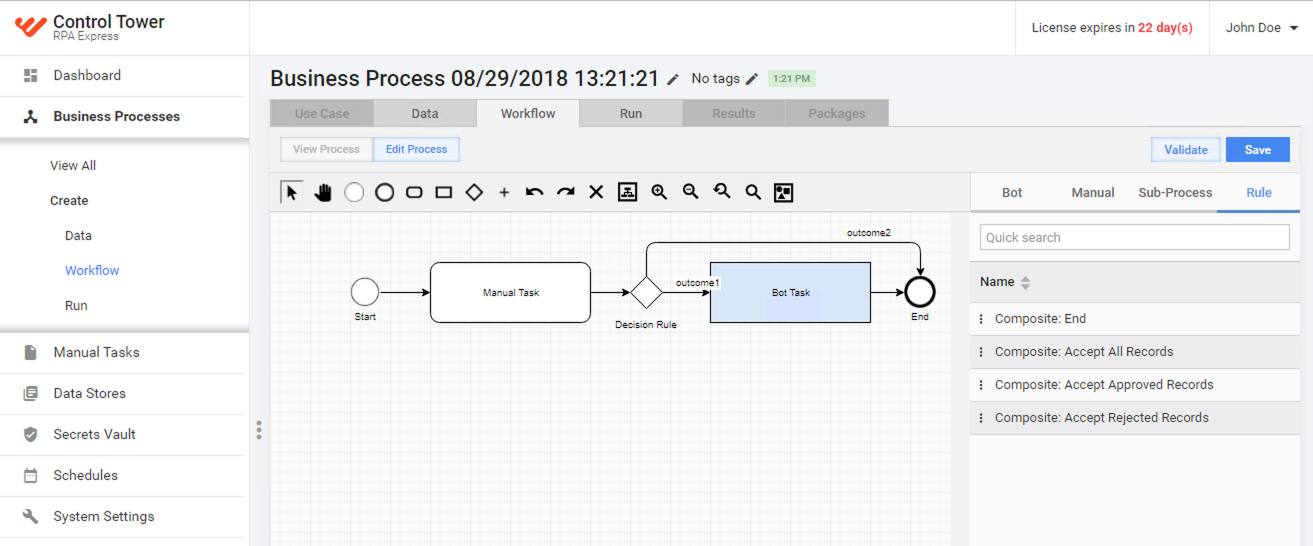 Control Tower
RPA Express
License expires in 22 day(s)
John Doe
Dashboard
Business Processes
View All
Create
Data
Workflow
Run
Manual Tasks
Data Stores
Secrets Vault
Schedules
System Settings
Business Process 08/29/2018 13:21:21
No tags
1:21 PM
Use Case
Data
Workflow
Run
Results
Packages
View Process
Edit Process
Validate
Save
outcome2
outcome1
Start
Manual Task
Decision Rule
Bot Task
End
Bot
Manual
Sub-Process
Rule
Quick search
Name
Composite: End
Composite: Accept All Records
Composite: Accept Approved Records
Composite: Accept Rejected Records